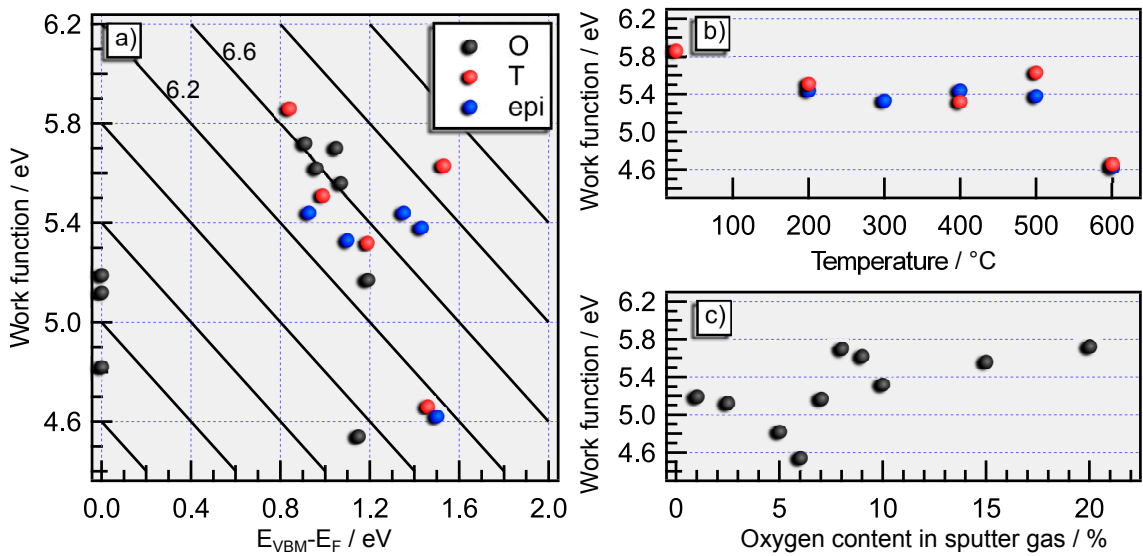 a)
6.6
6.2
O
T
epi
6.2
5.8
5.4
5.0
4.6
Work function / eV
0.0 0.4 0.8 1.2 1.6 2.0
E_VBM-E_F / eV
b)
6.2
5.8
5.4
5.0
4.6
Work function / eV
100 200 300 400 500 600
Temperature / °C
c)
6.2
5.8
5.4
5.0
4.6
Work function / eV
0 5 10 15 20
Oxygen content in sputter gas / %